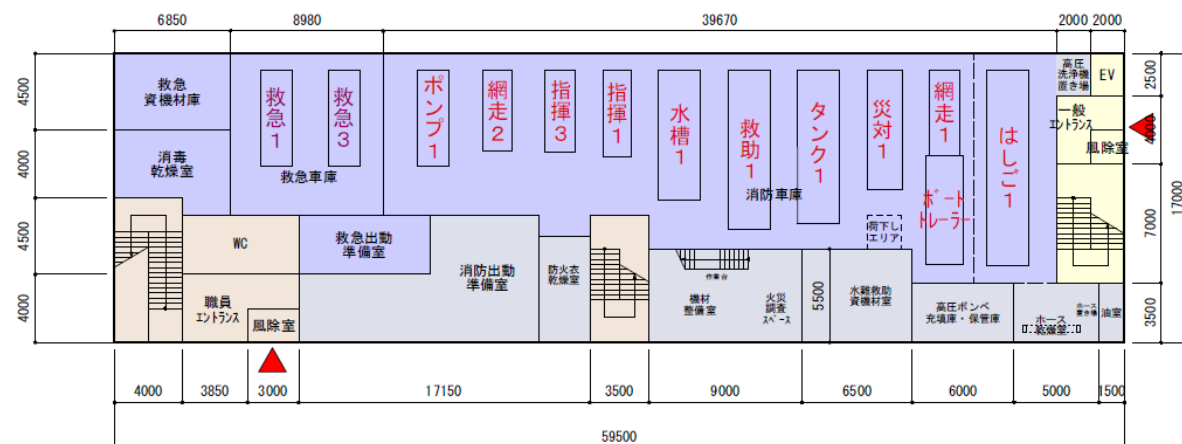 6850
8980
39670
2000
2000
4500
4000
4500
4000
2500
4000
7000
3500
17000
救急
資機材庫
救急1
救急3
ポンプ1
網走2
指揮3
指揮1
水槽1
救助1
タンク1
災対1
網走1
はしご1
高圧
洗浄機
置き場
EV
一般
エントランス
風除室
消毒
乾燥室
救急車庫
消防車庫
ボート
トレーラー
荷下し
エリア
WC
救急出動
準備室
消防出動
準備室
防火衣
乾燥室
作業台
機材
整備室
火災
調査
スペース
5500
水難救助
資機材室
高圧ボンベ
充填庫・保管庫
ホース
乾燥室
ホース
置き場
油室
職員
エントランス
風除室
4000
3850
3000
17150
3500
9000
6500
6000
5000
1500
59500